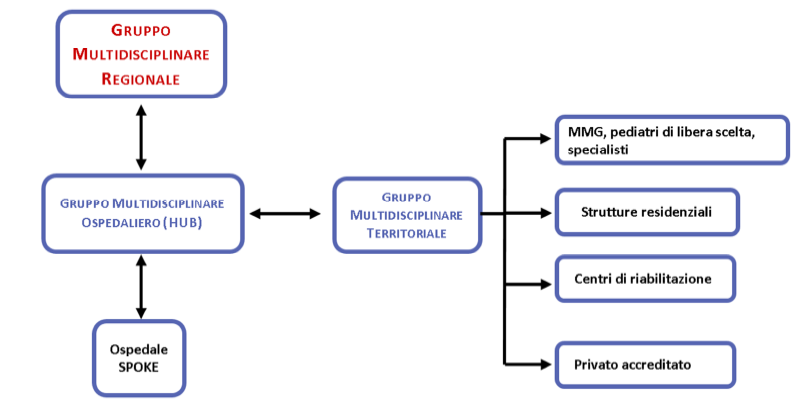 GRUPPO
MULTIDISCIPLINARE
REGIONALE
GRUPPO MULTIDISCIPLINARE
OSPEDALIERO (HUB)
Ospedale
SPOKE
GRUPPO
MULTIDISCIPLINARE
TERRITORIALE
MMG, pediatri di libera scelta,
specialisti
Strutture residenziali
Centri di riabilitazione
Privato accreditato